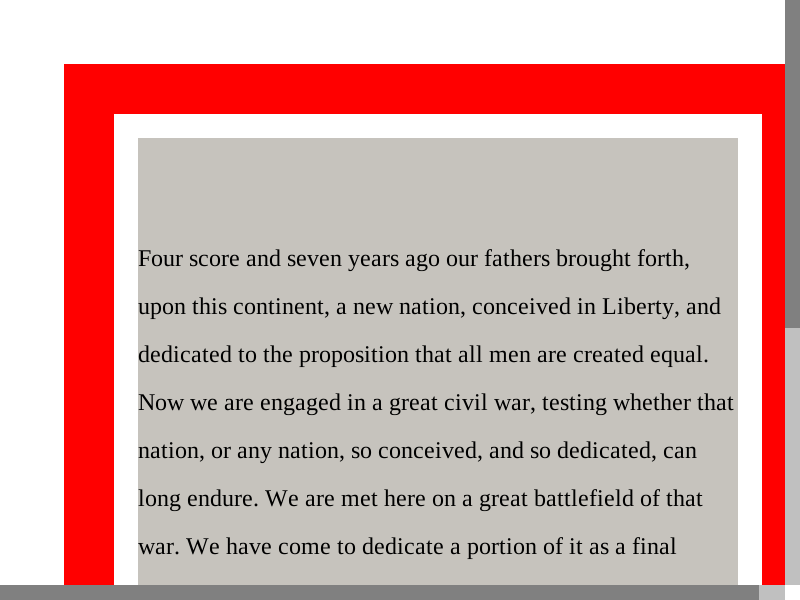 Four score and seven years ago our fathers brought forth,
upon this continent, a new nation, conceived in Liberty, and
dedicated to the proposition that all men are created equal.
Now we are engaged in a great civil war, testing whether that
nation, or any nation, so conceived, and so dedicated, can
long endure. We are met here on a great battlefield of that
war. We have come to dedicate a portion of it as a final